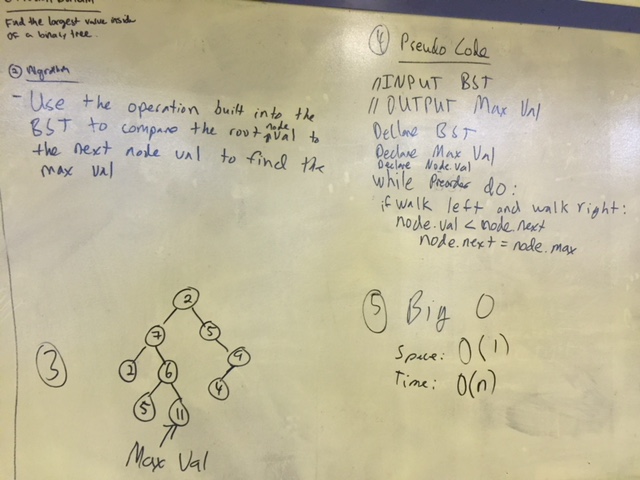 Problem Domain
Find the largest value inside
of a binary tree.
② Algorithm
- Use the operation built into the
BST to compare the root node val to
the next node val to find the
max val
③
2
7 5
2 6 9
5 11 4
Max Val
④ Pseudo Code
// INPUT BST
// OUTPUT Max Val
Declare BST
Declare Max Val
Declare Node.val
while Preorder do:
if walk left and walk right:
node.val < node.next
node.next = node.max
⑤ Big O
Space: O(1)
Time: O(n)